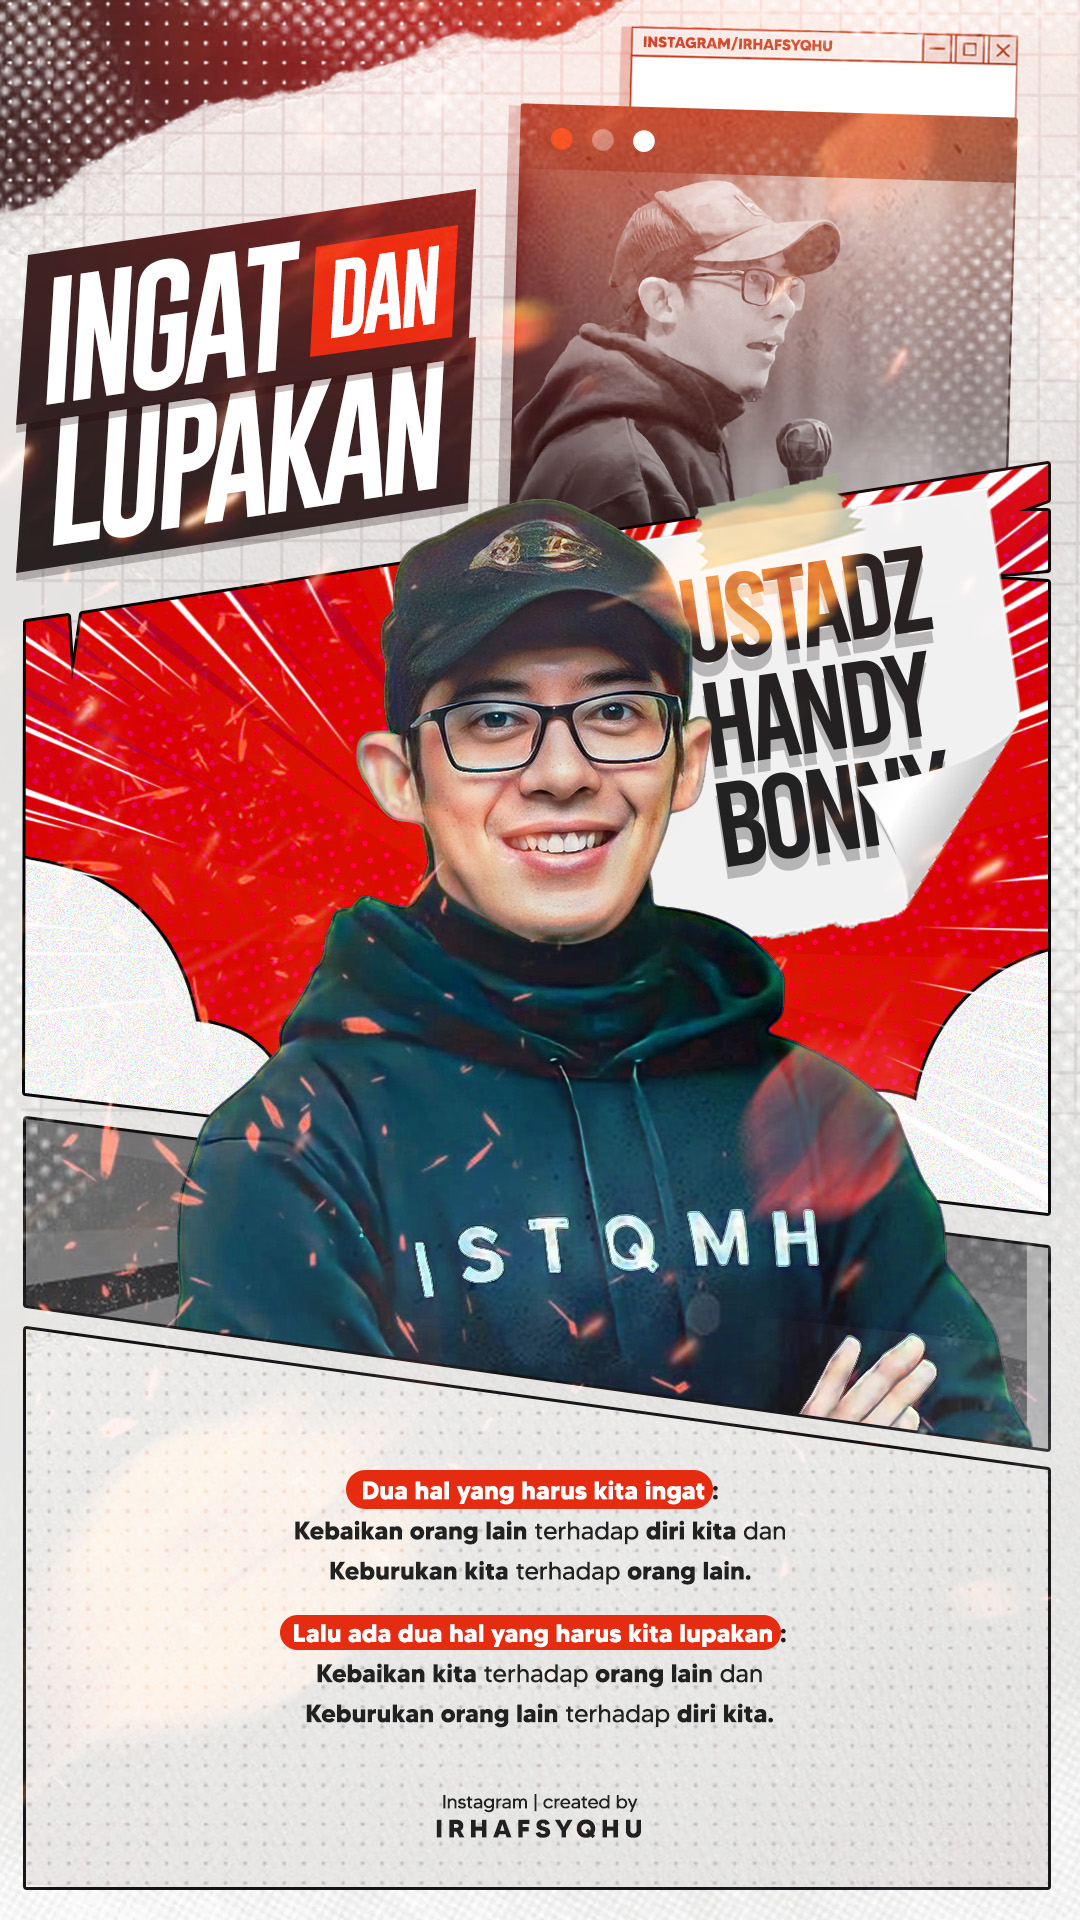 INSTAGRAM/IRHAFSYQHU
INGAT DAN
LUPAKAN
USTADZ
HANDY
BONNY
ISTQMH
Dua hal yang harus kita ingat:
Kebaikan orang lain terhadap diri kita dan
Keburukan kita terhadap orang lain.
Lalu ada dua hal yang harus kita lupakan:
Kebaikan kita terhadap orang lain dan
Keburukan orang lain terhadap diri kita.
Instagram | created by
IRHAFSYQHU